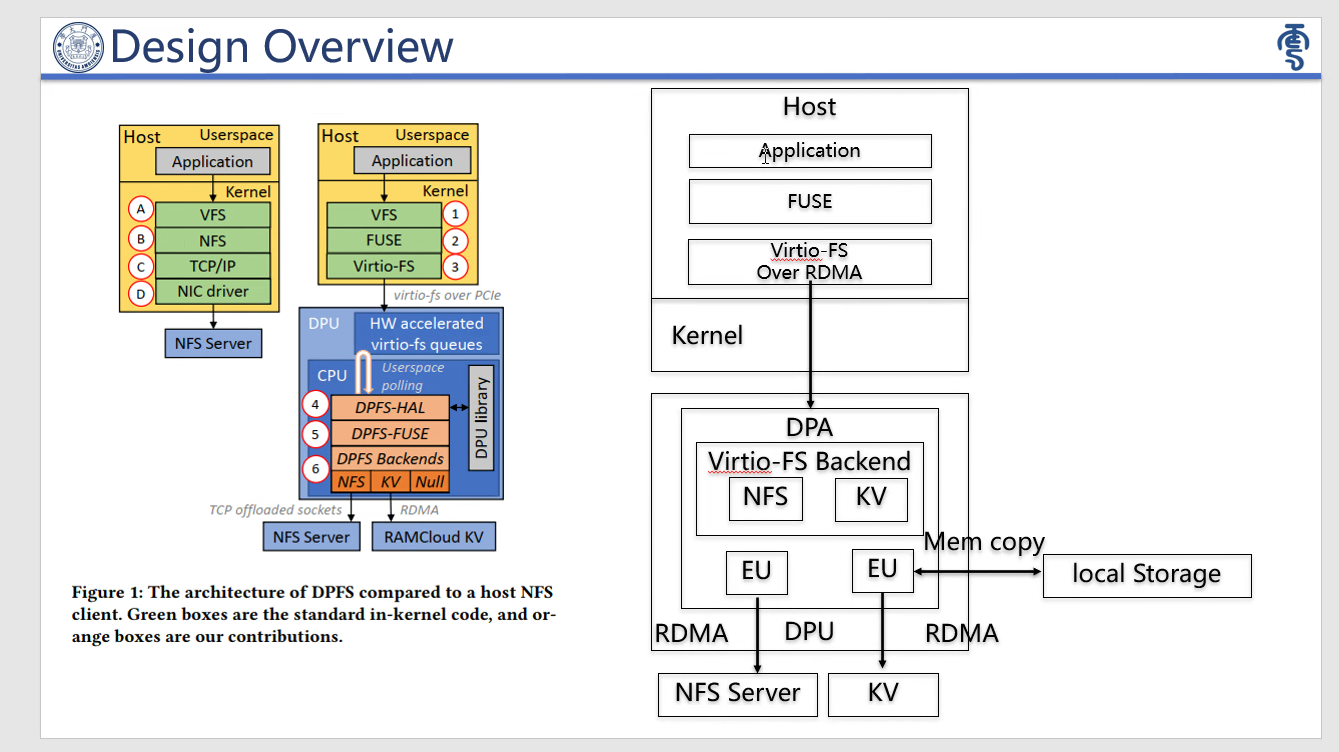 Design Overview
Host
Userspace
Application
Kernel
A
VFS
B
NFS
C
TCP/IP
D
NIC driver
NFS Server
Host
Userspace
Application
Kernel
VFS
1
FUSE
2
Virtio-FS
3
virtio-fs over PCIe
DPU
HW accelerated
virtio-fs queues
CPU
Userspace
polling
4
DPFS-HAL
5
DPFS-FUSE
6
DPFS Backends
NFS
KV
Null
DPU library
TCP offloaded sockets
RDMA
NFS Server
RAMCloud KV
Figure 1: The architecture of DPFS compared to a host NFS
client. Green boxes are the standard in-kernel code, and or-
ange boxes are our contributions.
Host
Application
FUSE
Virtio-FS
Over RDMA
Kernel
DPA
Virtio-FS Backend
NFS
KV
EU
EU
Mem copy
local Storage
RDMA
DPU
RDMA
NFS Server
KV